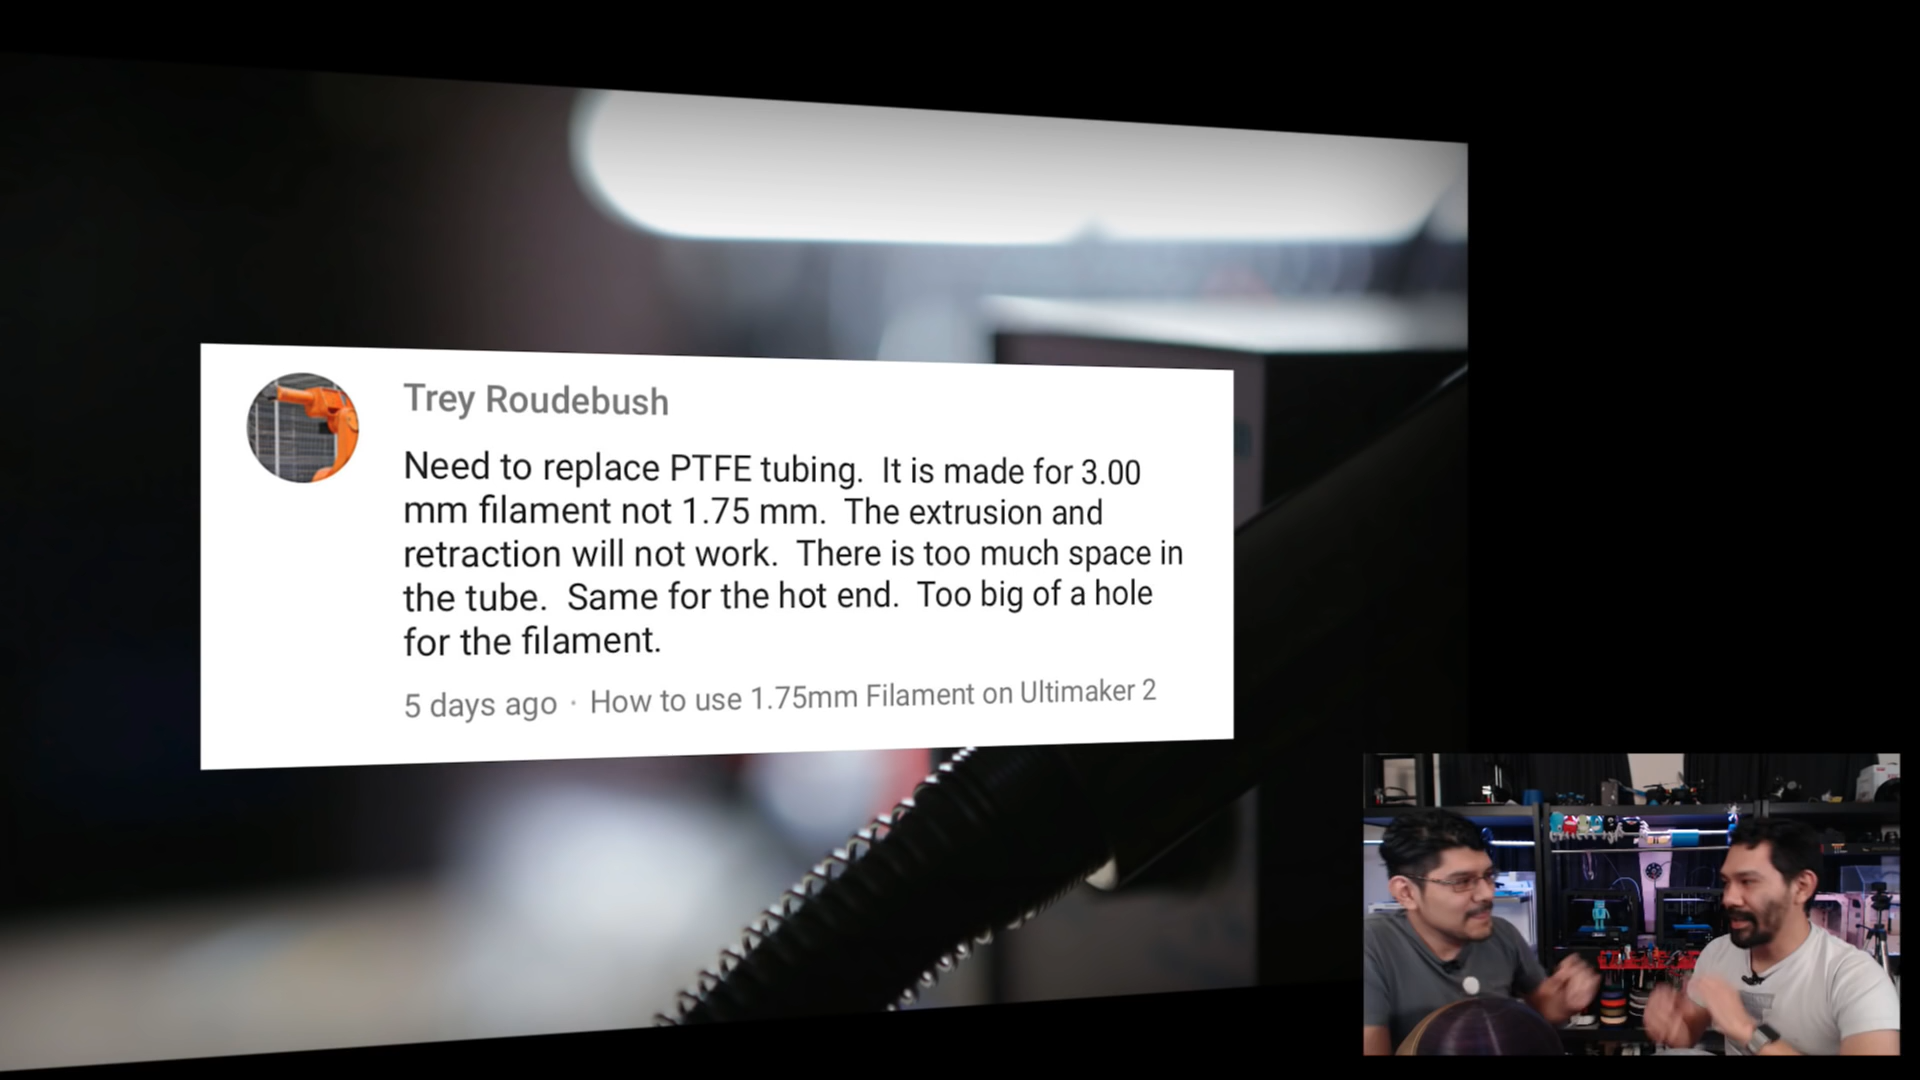 Trey Roudebush
Need to replace PTFE tubing.  It is made for 3.00
mm filament not 1.75 mm.  The extrusion and
retraction will not work.  There is too much space in
the tube.  Same for the hot end.  Too big of a hole
for the filament.
5 days ago · How to use 1.75mm Filament on Ultimaker 2